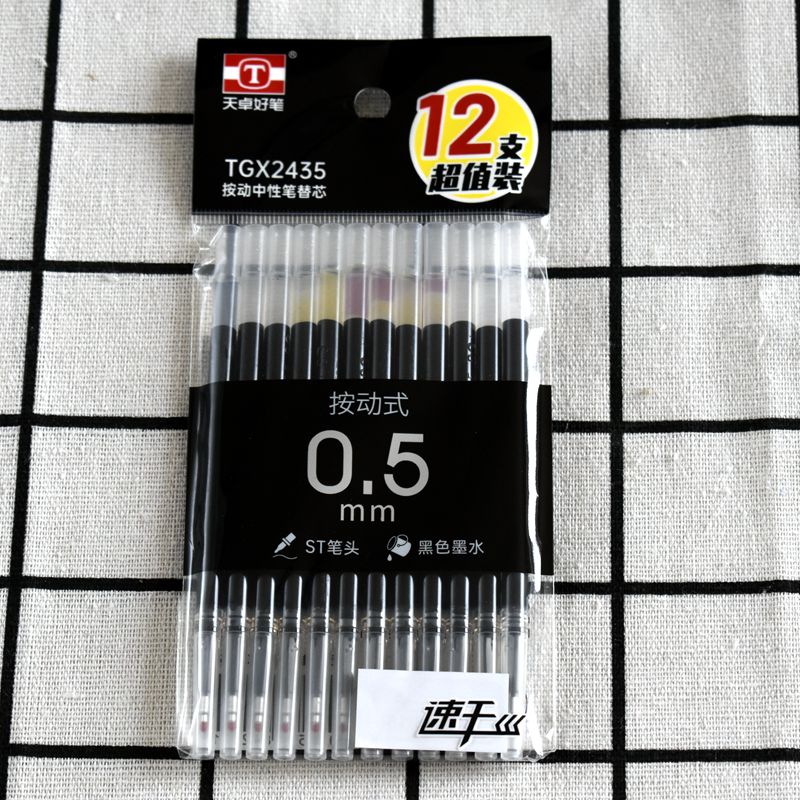 T
®
天卓好笔
12支
超值装
TGX2435
按动中性笔替芯
按动式
0.5
mm
ST笔头
黑色墨水
速干